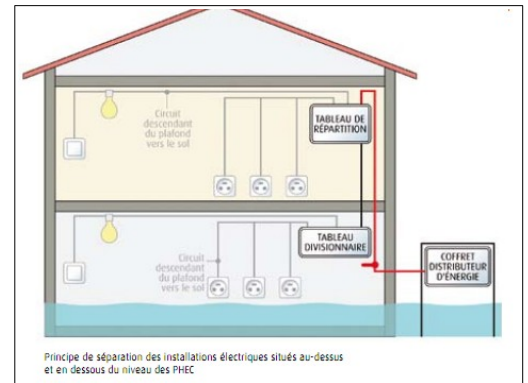 Circuit
descendant
du plafond
vers le sol
TABLEAU DE
RÉPARTITION
TABLEAU
DIVISIONNAIRE
Circuit
descendant
du plafond
vers le sol
COFFRET
DISTRIBUTEUR
D'ÉNERGIE
Principe de séparation des installations électriques situés au-dessus
et en dessous du niveau des PHEC